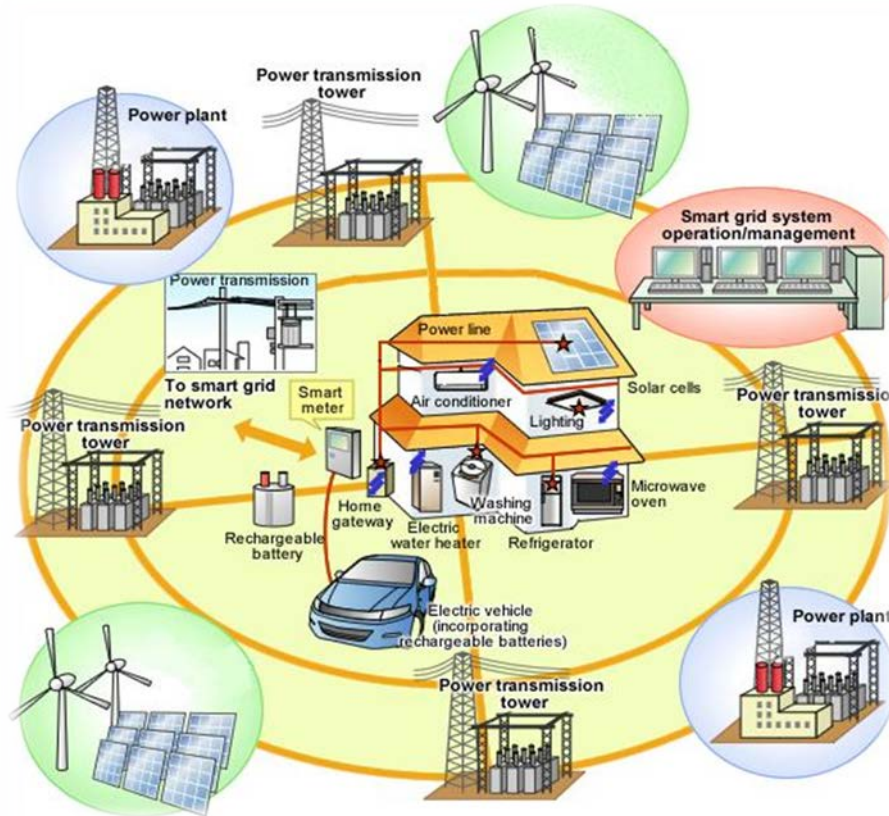 Power transmission
tower
Power plant
Smart grid system
operation/management
Power transmission
Power line
To smart grid
network
Smart
meter
Air conditioner
Solar cells
Lighting
Power transmission
tower
Power transmission
tower
Home
gateway
Electric
water heater
Washing
machine
Refrigerator
Microwave
oven
Rechargeable
battery
Electric vehicle
(incorporating
rechargeable batteries)
Power plant
Power transmission
tower